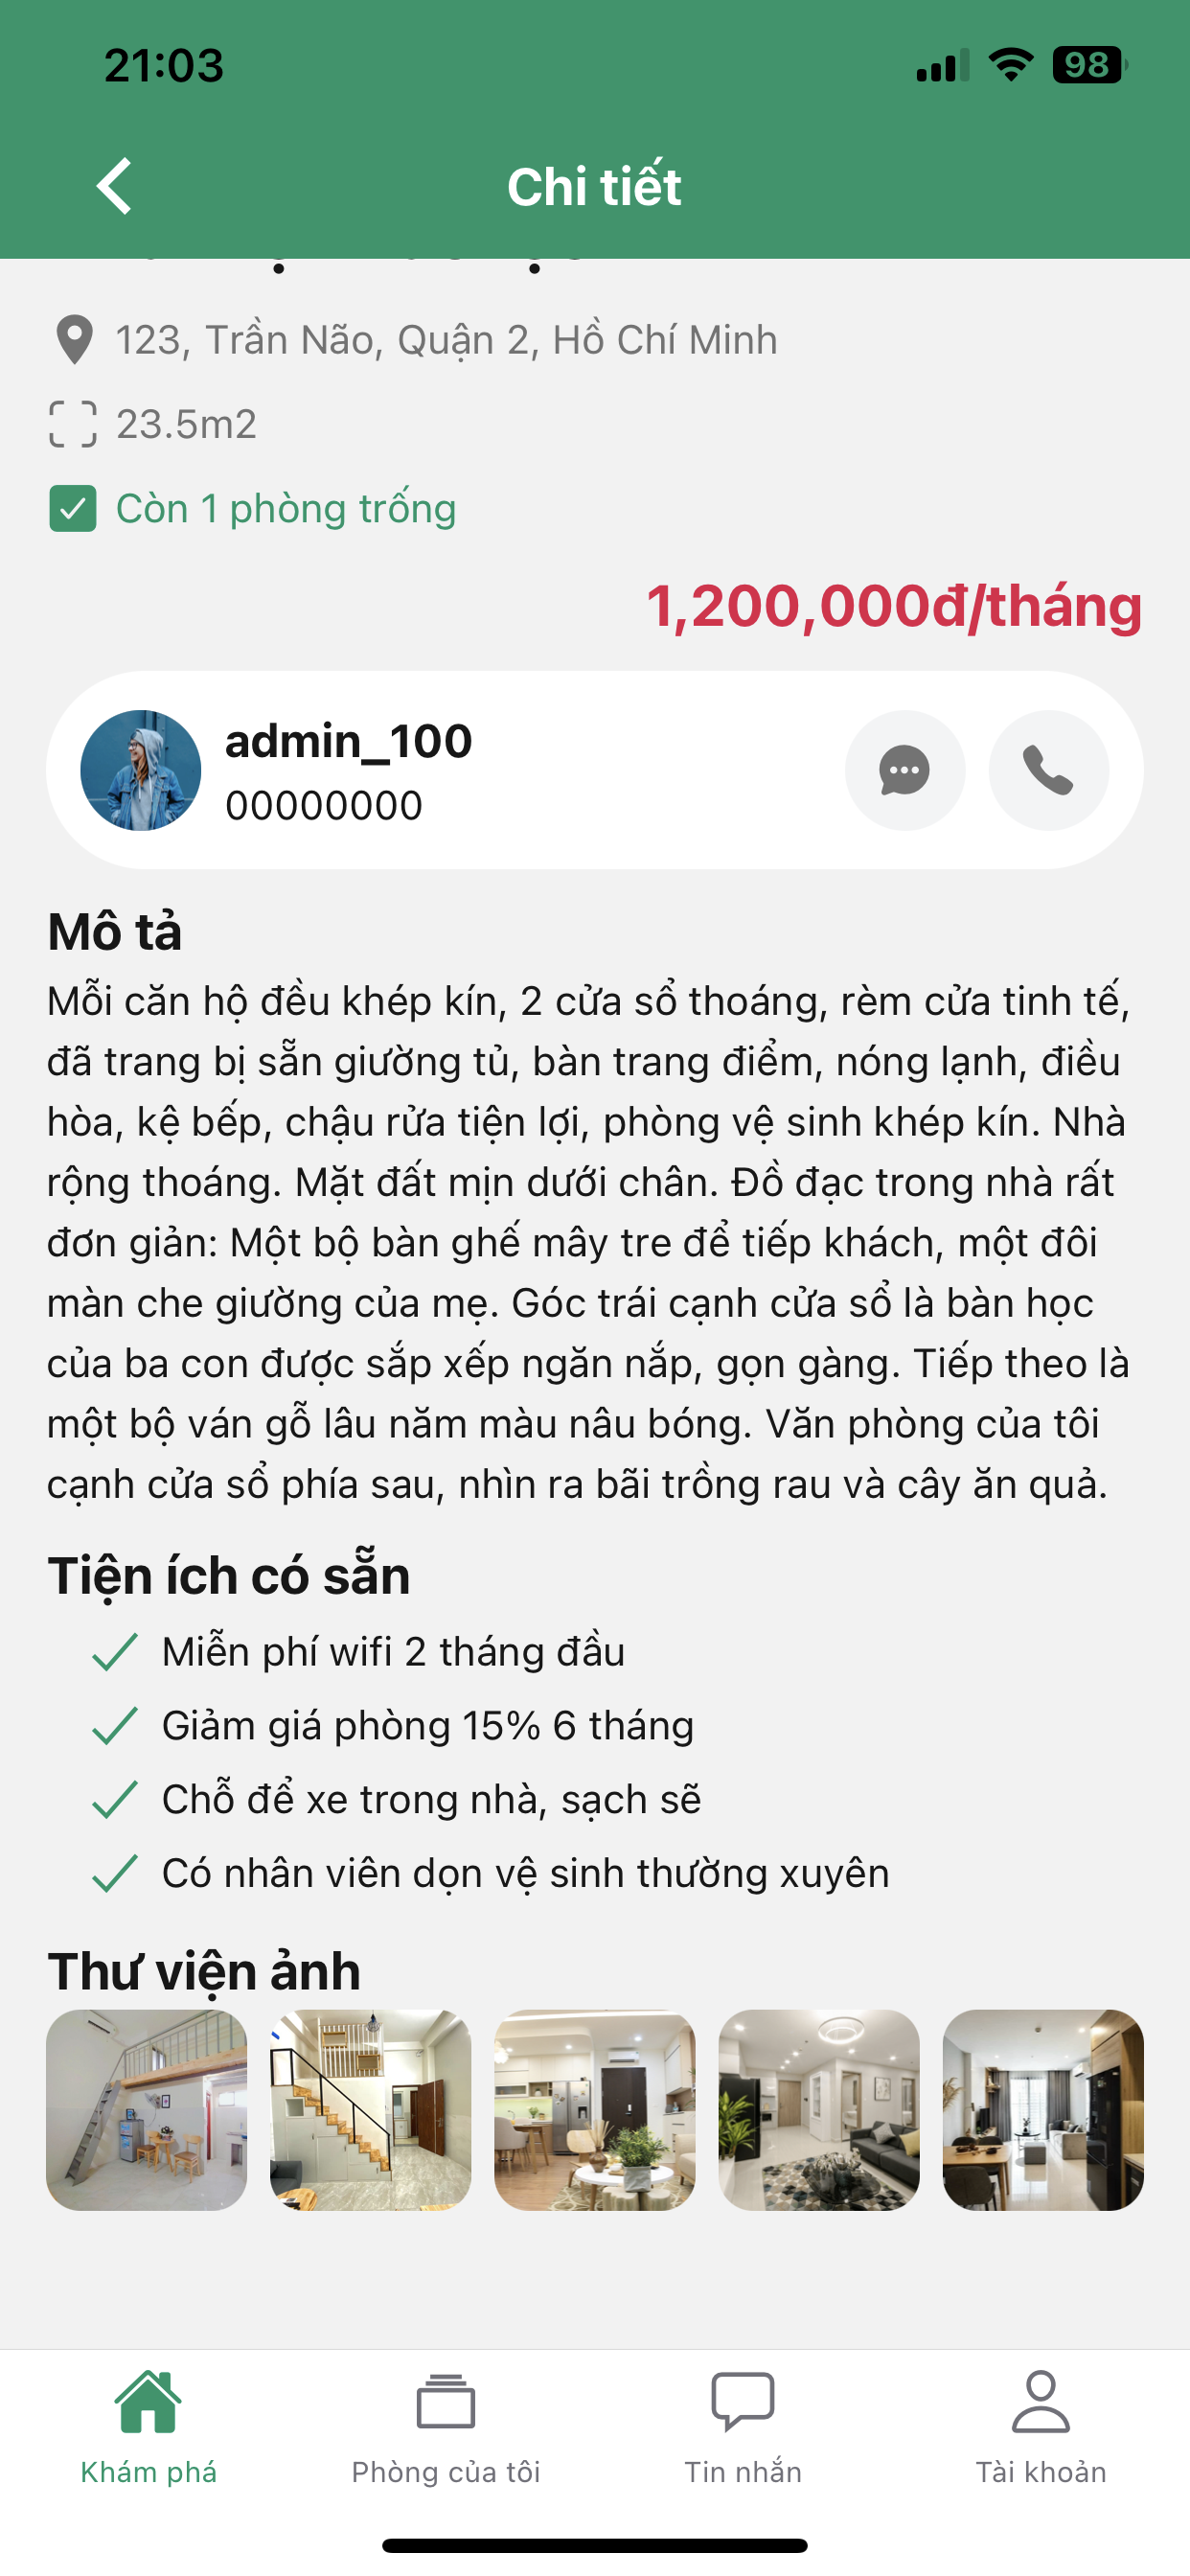 21:03
98
Chi tiết
123, Trần Não, Quận 2, Hồ Chí Minh
23.5m2
Còn 1 phòng trống
1,200,000đ/tháng
admin_100
00000000
Mô tả
Mỗi căn hộ đều khép kín, 2 cửa sổ thoáng, rèm cửa tinh tế,
đã trang bị sẵn giường tủ, bàn trang điểm, nóng lạnh, điều
hòa, kệ bếp, chậu rửa tiện lợi, phòng vệ sinh khép kín. Nhà
rộng thoáng. Mặt đất mịn dưới chân. Đồ đạc trong nhà rất
đơn giản: Một bộ bàn ghế mây tre để tiếp khách, một đôi
màn che giường của mẹ. Góc trái cạnh cửa sổ là bàn học
của ba con được sắp xếp ngăn nắp, gọn gàng. Tiếp theo là
một bộ ván gỗ lâu năm màu nâu bóng. Văn phòng của tôi
cạnh cửa sổ phía sau, nhìn ra bãi trồng rau và cây ăn quả.
Tiện ích có sẵn
Miễn phí wifi 2 tháng đầu
Giảm giá phòng 15% 6 tháng
Chỗ để xe trong nhà, sạch sẽ
Có nhân viên dọn vệ sinh thường xuyên
Thư viện ảnh
Khám phá
Phòng của tôi
Tin nhắn
Tài khoản